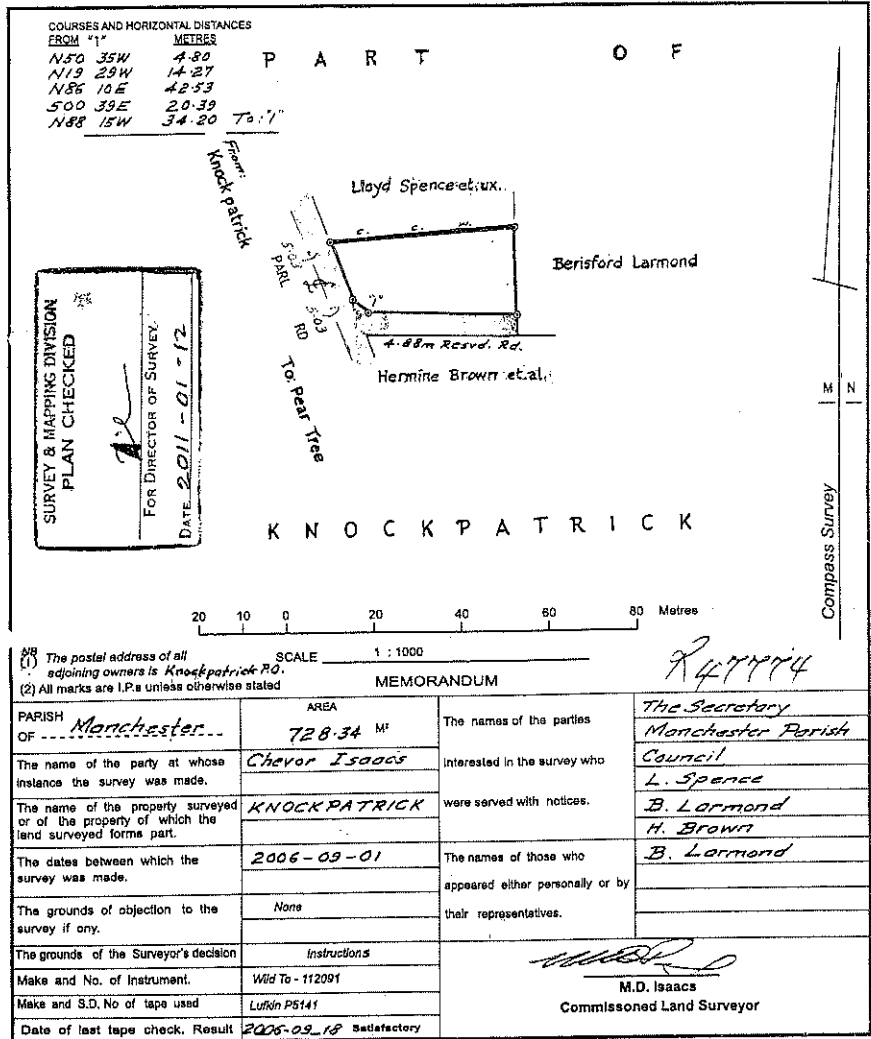 COURSES AND HORIZONTAL DISTANCES
FROM "1" METRES
N50 35W 4·80
N19 29W 14·27
N86 10E 42·53
S00 39E 20·39
N88 15W 34·20 To "1"
P A R T O F
From:
Knockpatrick
Lloyd Spence et.ux.
c. c. w.
Berisford Larmond
5·03
PARL
RD
5·03
"1"
4·88m Resvd. Rd.
Hermine Brown et.al.
To: Pear Tree
M N
Compass Survey
SURVEY & MAPPING DIVISION
PLAN CHECKED
FOR DIRECTOR OF SURVEY.
DATE 2011-01-12
K N O C K P A T R I C K
20 10 0 20 40 60 80 Metres
SCALE 1 : 1000
NB
(1) The postal address of all
adjoining owners is Knockpatrick P.O.
(2) All marks are I.P.s unless otherwise stated
R47774
MEMORANDUM
PARISH
OF Manchester
AREA
728·34 M²
The name of the party at whose
instance the survey was made.
Chevor Isaacs
The name of the property surveyed
or of the property of which the
land surveyed forms part.
KNOCKPATRICK
The dates between which the
survey was made.
2006-09-01
The grounds of objection to the
survey if any.
None
The grounds of the Surveyor's decision
Instructions
Make and No. of Instrument.
Wild To - 112091
Make and S.D. No of tape used
Lufkin P5141
Date of last tape check. Result
2006-09_18 Satisfactory
The names of the parties
interested in the survey who
were served with notices.
The Secretary
Manchester Parish
Council
L. Spence
B. Larmond
H. Brown
The names of those who
appeared either personally or by
their representatives.
B. Larmond
M.D. Isaacs
Commissoned Land Surveyor